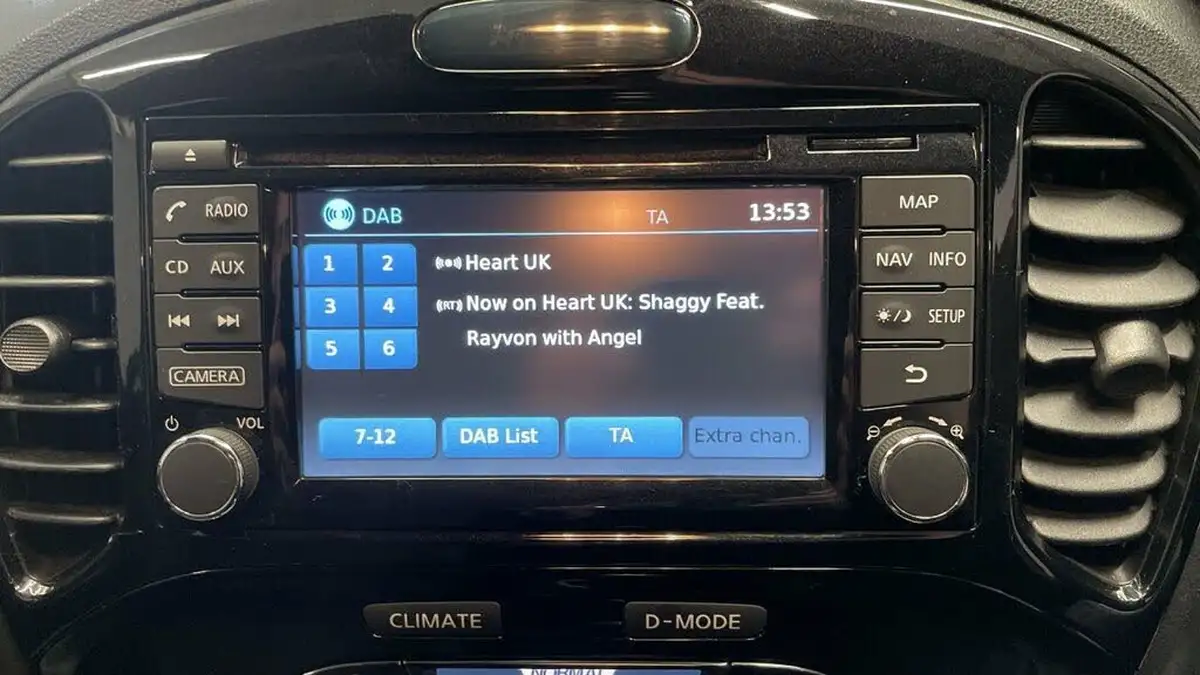 RADIO
CD AUX
CAMERA
VOL
DAB TA 13:53
1 2
3 4
5 6
Heart UK
(RT) Now on Heart UK: Shaggy Feat.
Rayvon with Angel
7-12 DAB List TA Extra chan.
MAP
NAV INFO
SETUP
CLIMATE D-MODE
NORMAL